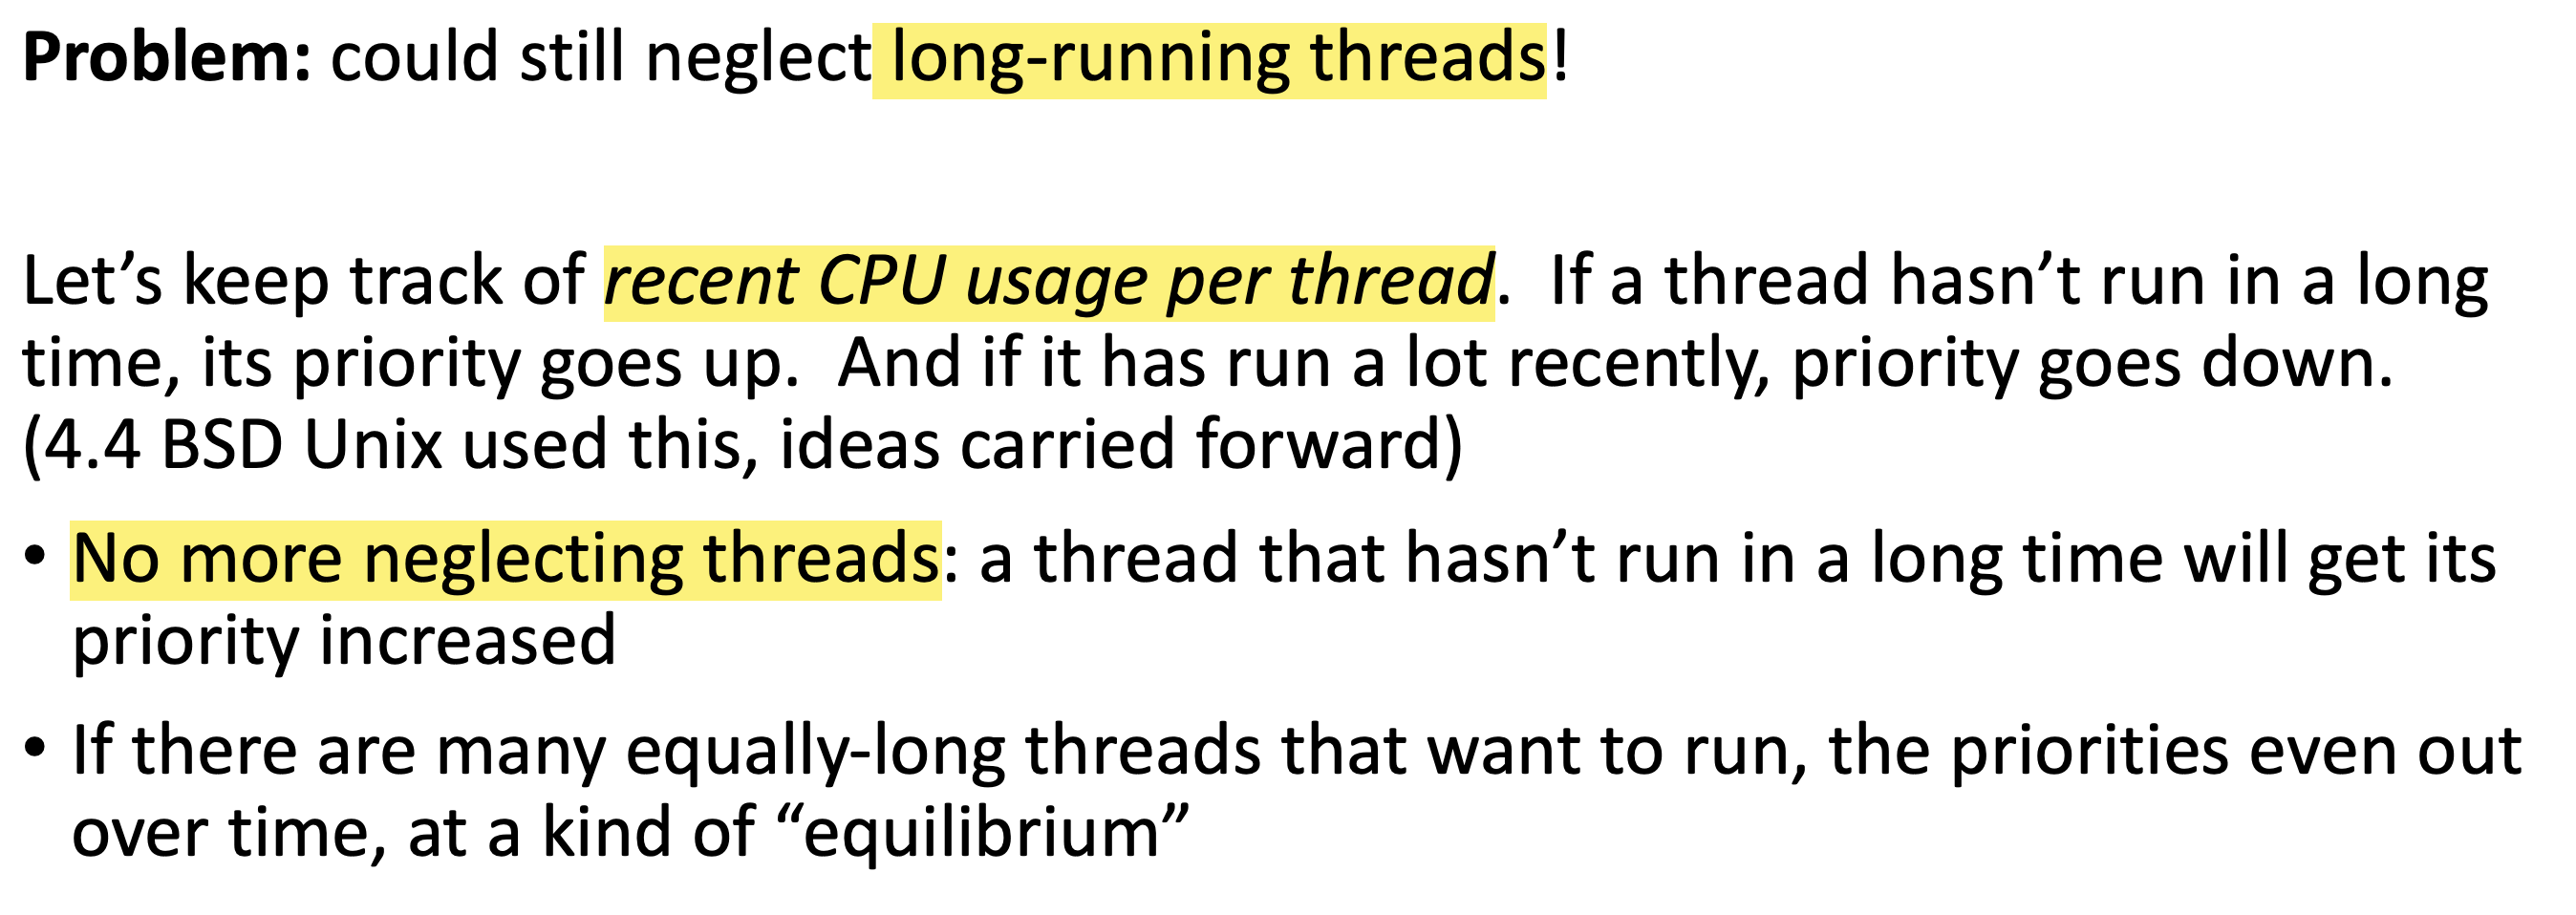 Problem: could still neglect long-running threads!
Let’s keep track of recent CPU usage per thread.  If a thread hasn’t run in a long
time, its priority goes up.  And if it has run a lot recently, priority goes down.
(4.4 BSD Unix used this, ideas carried forward)
• No more neglecting threads: a thread that hasn’t run in a long time will get its
priority increased
• If there are many equally-long threads that want to run, the priorities even out
over time, at a kind of “equilibrium”